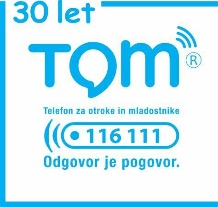 30 let
TOM®
Telefon za otroke in mladostnike
116 111
Odgovor je pogovor.